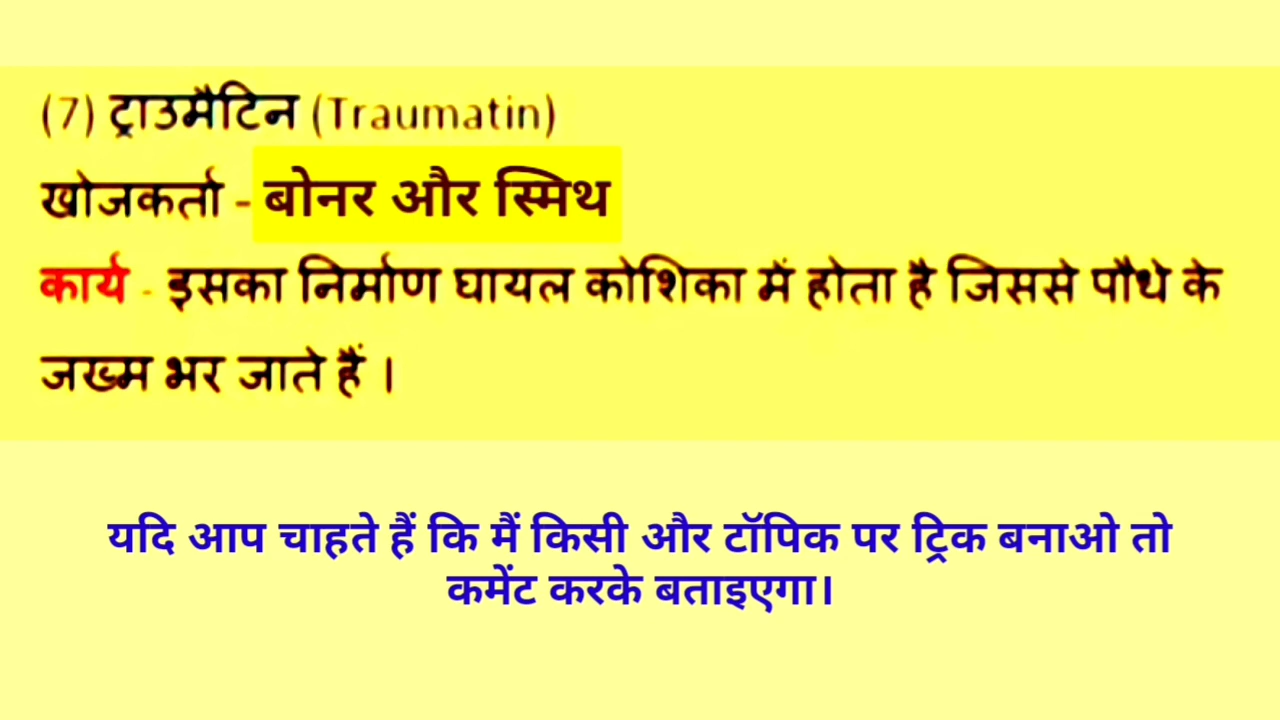 (7) ट्राउमैटिन (Traumatin)
खोजकर्ता - बोनर और स्मिथ
कार्य - इसका निर्माण घायल कोशिका में होता है जिससे पौधे के
जख्म भर जाते हैं ।
यदि आप चाहते हैं कि मैं किसी और टॉपिक पर ट्रिक बनाओ तो
कमेंट करके बताइएगा।